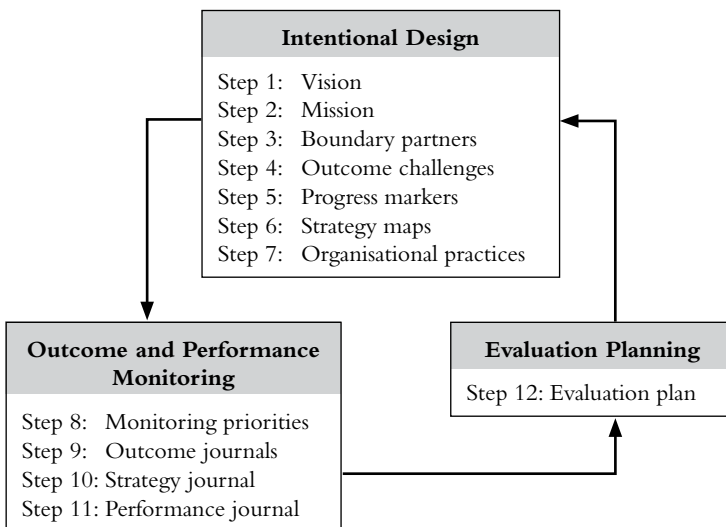 Intentional Design
Step 1: Vision
Step 2: Mission
Step 3: Boundary partners
Step 4: Outcome challenges
Step 5: Progress markers
Step 6: Strategy maps
Step 7: Organisational practices
Outcome and Performance
Monitoring
Step 8: Monitoring priorities
Step 9: Outcome journals
Step 10: Strategy journal
Step 11: Performance journal
Evaluation Planning
Step 12: Evaluation plan